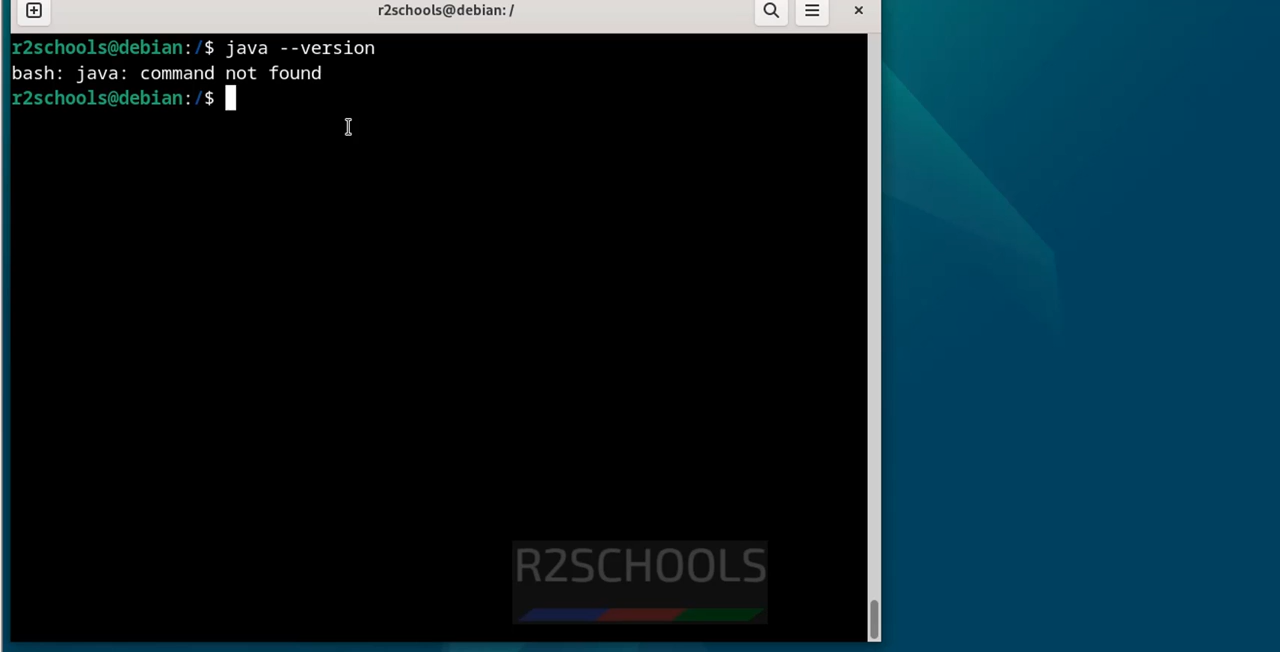 r2schools@debian: /
r2schools@debian:/$ java --version
bash: java: command not found
r2schools@debian:/$
R2SCHOOLS